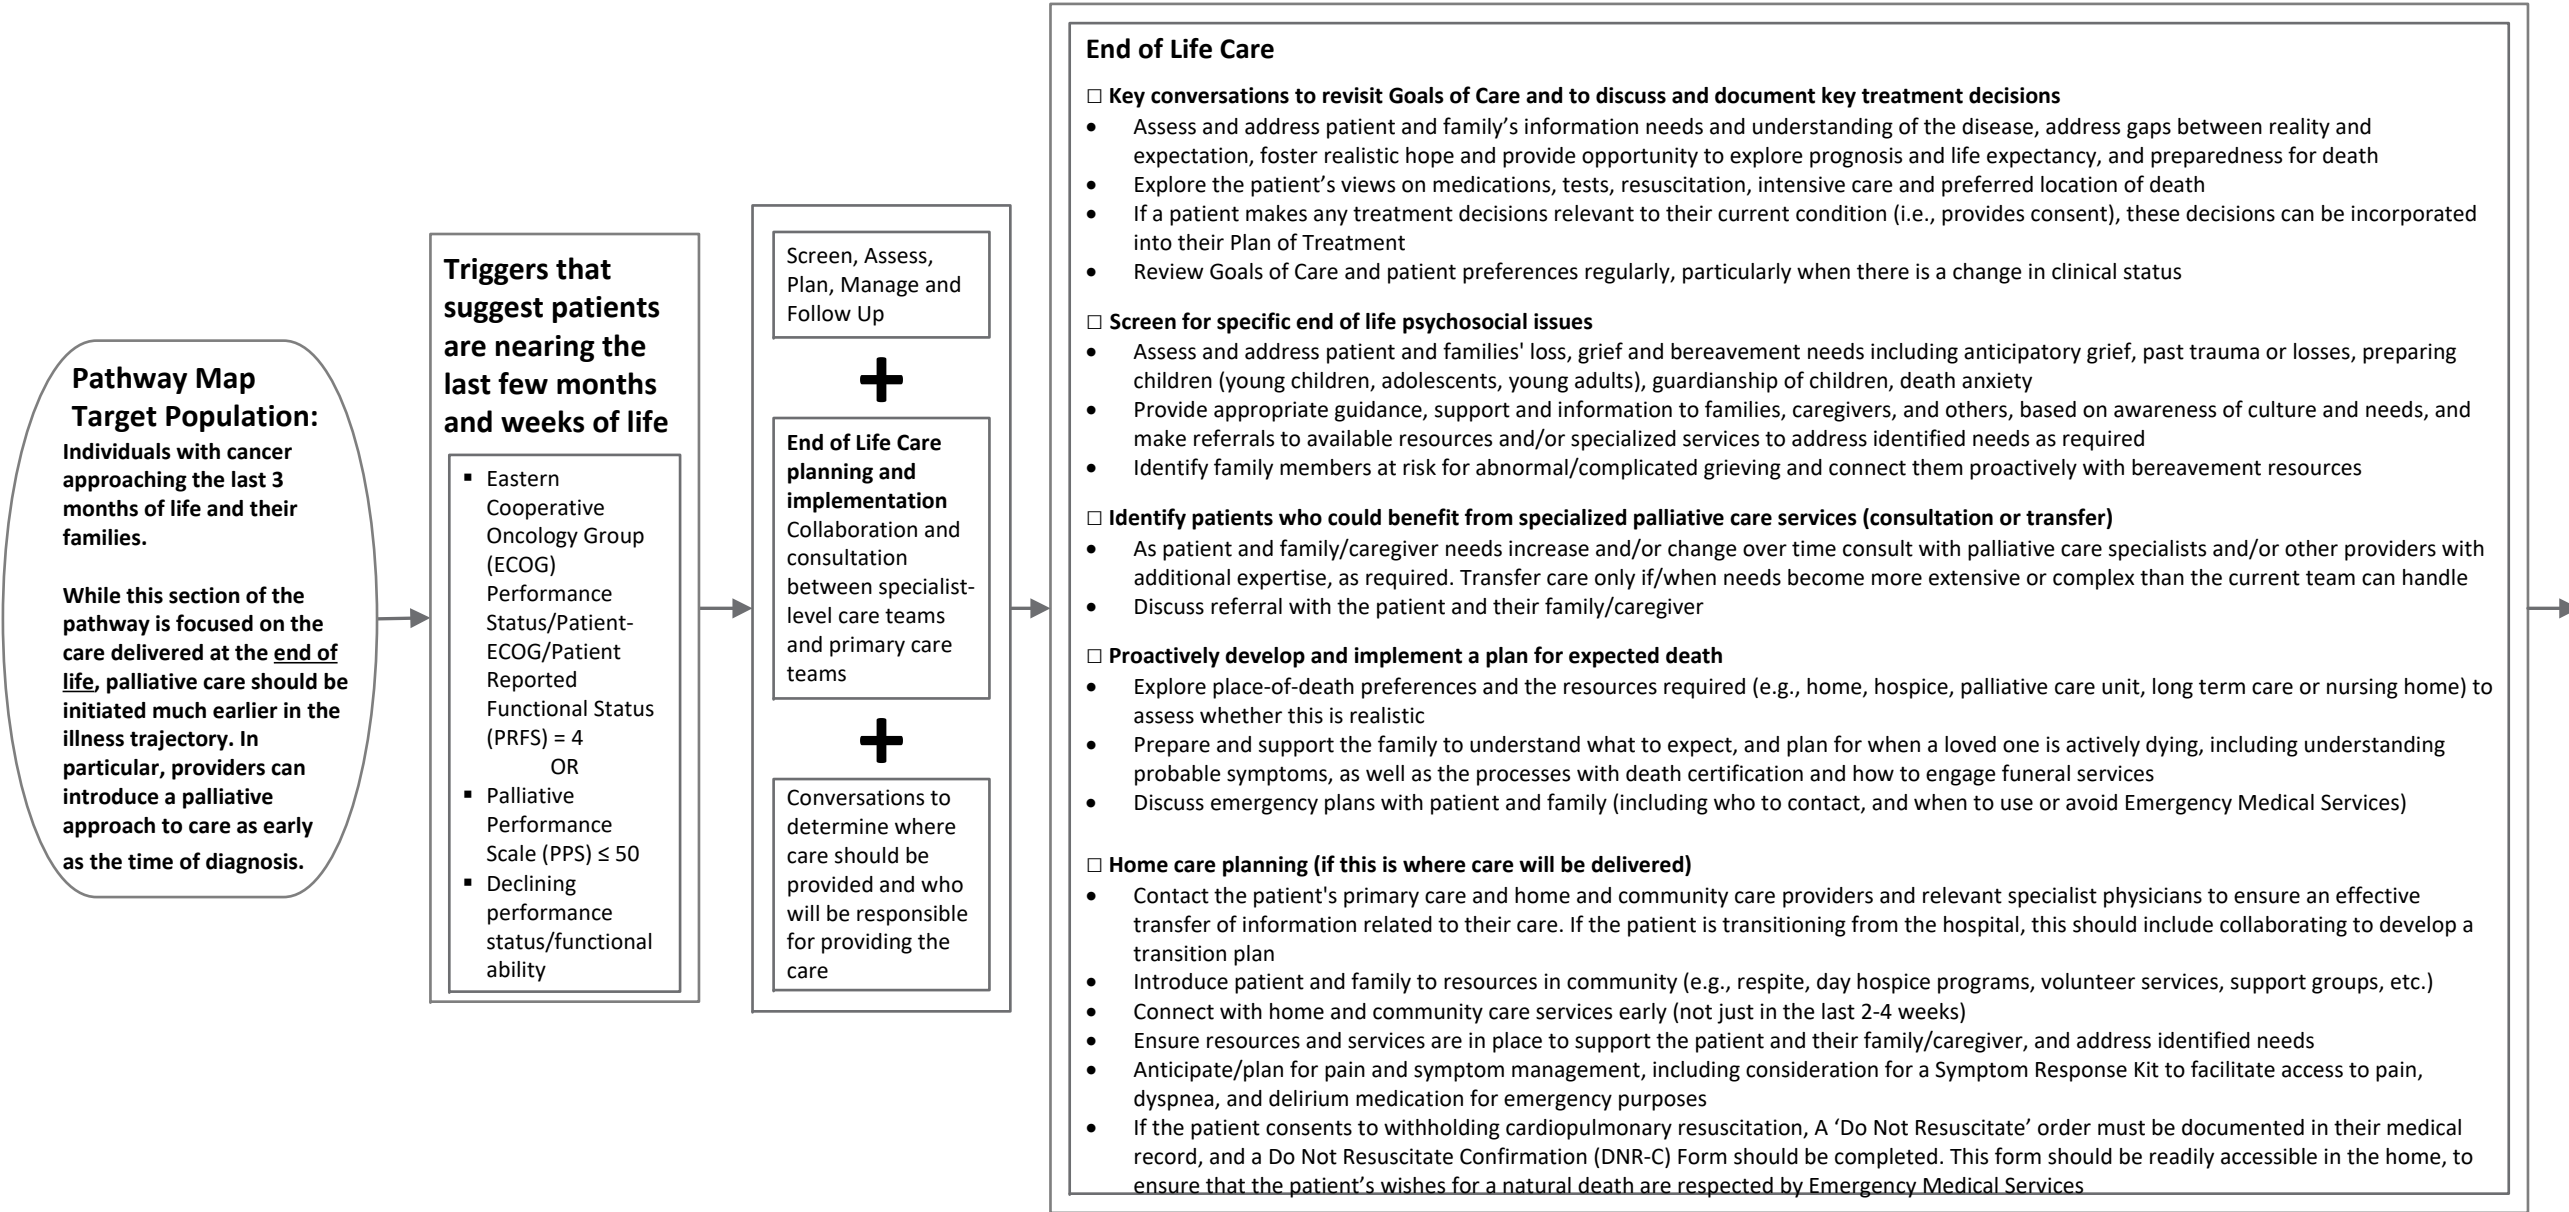 Pathway Map
Target Population:
Individuals with cancer
approaching the last 3
months of life and their
families.
While this section of the
pathway is focused on the
care delivered at the end of
life, palliative care should be
initiated much earlier in the
illness trajectory. In
particular, providers can
introduce a palliative
approach to care as early
as the time of diagnosis.
Triggers that
suggest patients
are nearing the
last few months
and weeks of life
▪ Eastern
Cooperative
Oncology Group
(ECOG)
Performance
Status/Patient-
ECOG/Patient
Reported
Functional Status
(PRFS) = 4
OR
▪ Palliative
Performance
Scale (PPS) ≤ 50
▪ Declining
performance
status/functional
ability
Screen, Assess,
Plan, Manage and
Follow Up
+
End of Life Care
planning and
implementation
Collaboration and
consultation
between specialist-
level care teams
and primary care
teams
+
Conversations to
determine where
care should be
provided and who
will be responsible
for providing the
care
End of Life Care
□ Key conversations to revisit Goals of Care and to discuss and document key treatment decisions
• Assess and address patient and family’s information needs and understanding of the disease, address gaps between reality and
expectation, foster realistic hope and provide opportunity to explore prognosis and life expectancy, and preparedness for death
• Explore the patient’s views on medications, tests, resuscitation, intensive care and preferred location of death
• If a patient makes any treatment decisions relevant to their current condition (i.e., provides consent), these decisions can be incorporated
into their Plan of Treatment
• Review Goals of Care and patient preferences regularly, particularly when there is a change in clinical status
□ Screen for specific end of life psychosocial issues
• Assess and address patient and families' loss, grief and bereavement needs including anticipatory grief, past trauma or losses, preparing
children (young children, adolescents, young adults), guardianship of children, death anxiety
• Provide appropriate guidance, support and information to families, caregivers, and others, based on awareness of culture and needs, and
make referrals to available resources and/or specialized services to address identified needs as required
• Identify family members at risk for abnormal/complicated grieving and connect them proactively with bereavement resources
□ Identify patients who could benefit from specialized palliative care services (consultation or transfer)
• As patient and family/caregiver needs increase and/or change over time consult with palliative care specialists and/or other providers with
additional expertise, as required. Transfer care only if/when needs become more extensive or complex than the current team can handle
• Discuss referral with the patient and their family/caregiver
□ Proactively develop and implement a plan for expected death
• Explore place-of-death preferences and the resources required (e.g., home, hospice, palliative care unit, long term care or nursing home) to
assess whether this is realistic
• Prepare and support the family to understand what to expect, and plan for when a loved one is actively dying, including understanding
probable symptoms, as well as the processes with death certification and how to engage funeral services
• Discuss emergency plans with patient and family (including who to contact, and when to use or avoid Emergency Medical Services)
□ Home care planning (if this is where care will be delivered)
• Contact the patient's primary care and home and community care providers and relevant specialist physicians to ensure an effective
transfer of information related to their care. If the patient is transitioning from the hospital, this should include collaborating to develop a
transition plan
• Introduce patient and family to resources in community (e.g., respite, day hospice programs, volunteer services, support groups, etc.)
• Connect with home and community care services early (not just in the last 2-4 weeks)
• Ensure resources and services are in place to support the patient and their family/caregiver, and address identified needs
• Anticipate/plan for pain and symptom management, including consideration for a Symptom Response Kit to facilitate access to pain,
dyspnea, and delirium medication for emergency purposes
• If the patient consents to withholding cardiopulmonary resuscitation, A ‘Do Not Resuscitate’ order must be documented in their medical
record, and a Do Not Resuscitate Confirmation (DNR-C) Form should be completed. This form should be readily accessible in the home, to
ensure that the patient’s wishes for a natural death are respected by Emergency Medical Services